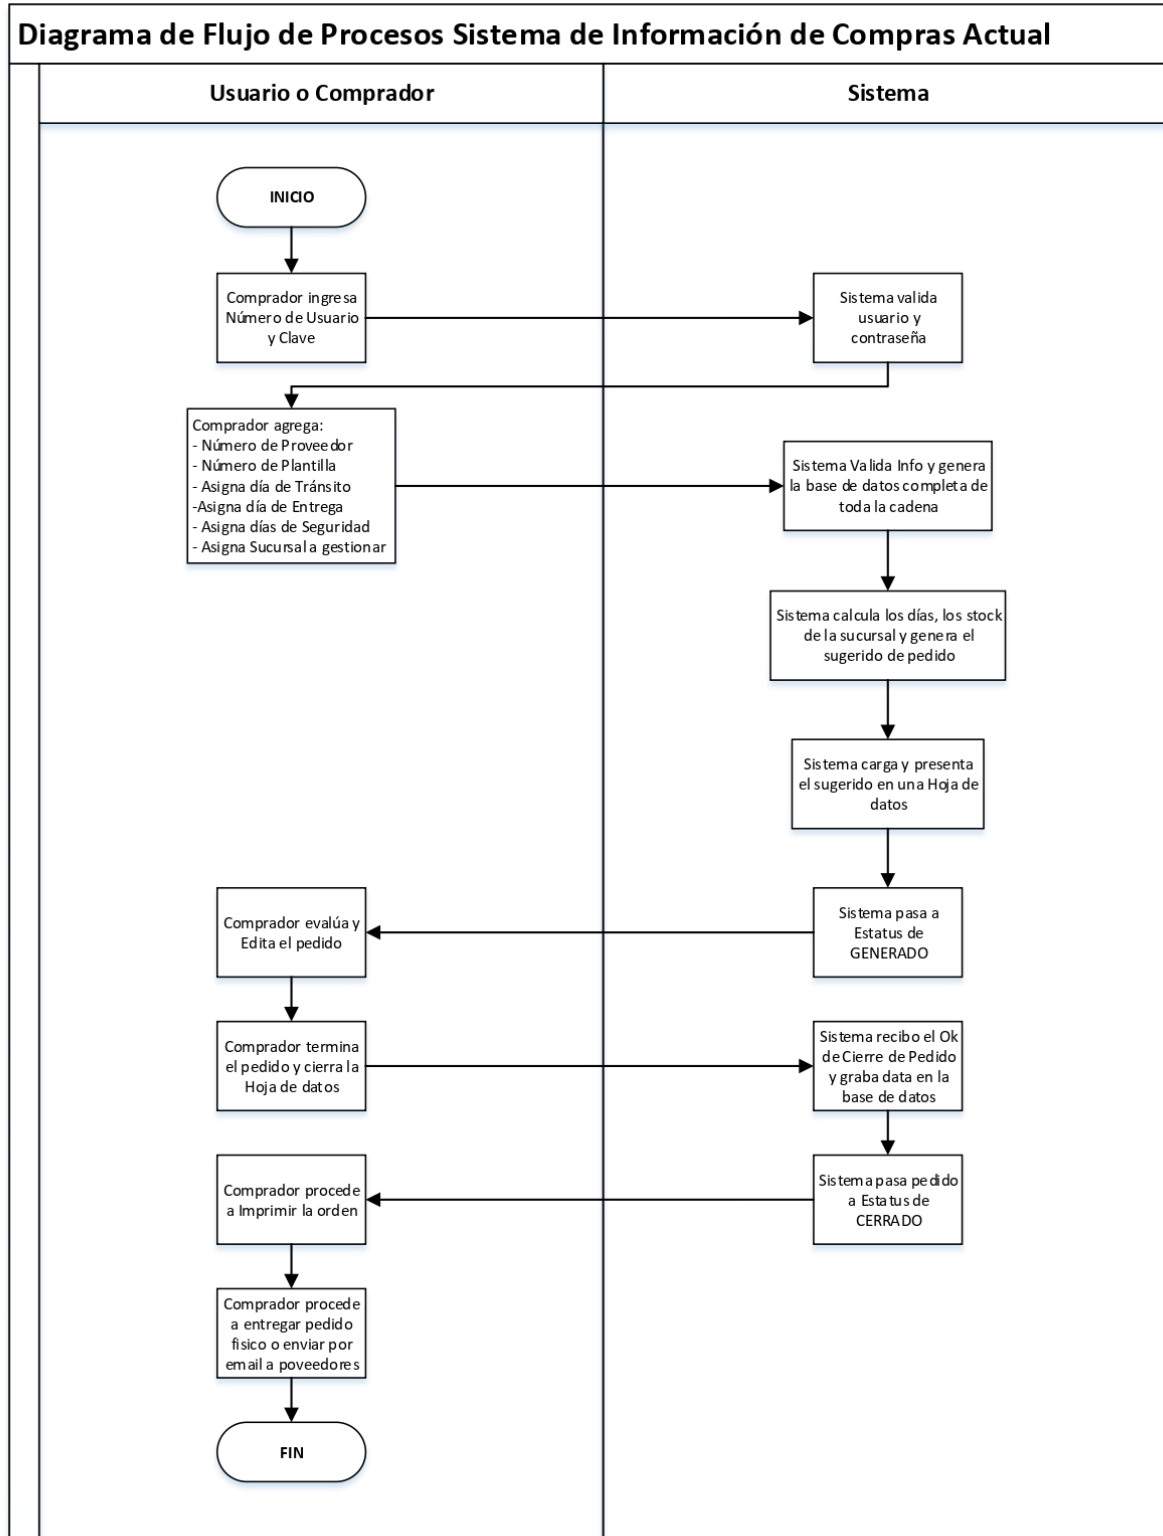 Diagrama de Flujo de Procesos Sistema de Información de Compras Actual
Usuario o Comprador
Sistema
INICIO
Comprador ingresa
Número de Usuario
y Clave
Sistema valida
usuario y
contraseña
Comprador agrega:
- Número de Proveedor
- Número de Plantilla
- Asigna día de Tránsito
-Asigna día de Entrega
- Asigna días de Seguridad
- Asigna Sucursal a gestionar
Sistema Valida Info y genera
la base de datos completa de
toda la cadena
Sistema calcula los días, los stock
de la sucursal y genera el
sugerido de pedido
Sistema carga y presenta
el sugerido en una Hoja de
datos
Sistema pasa a
Estatus de
GENERADO
Comprador evalúa y
Edita el pedido
Comprador termina
el pedido y cierra la
Hoja de datos
Sistema recibo el Ok
de Cierre de Pedido
y graba data en la
base de datos
Sistema pasa pedido
a Estatus de
CERRADO
Comprador procede
a Imprimir la orden
Comprador procede
a entregar pedido
fisico o enviar por
email a poveedores
FIN